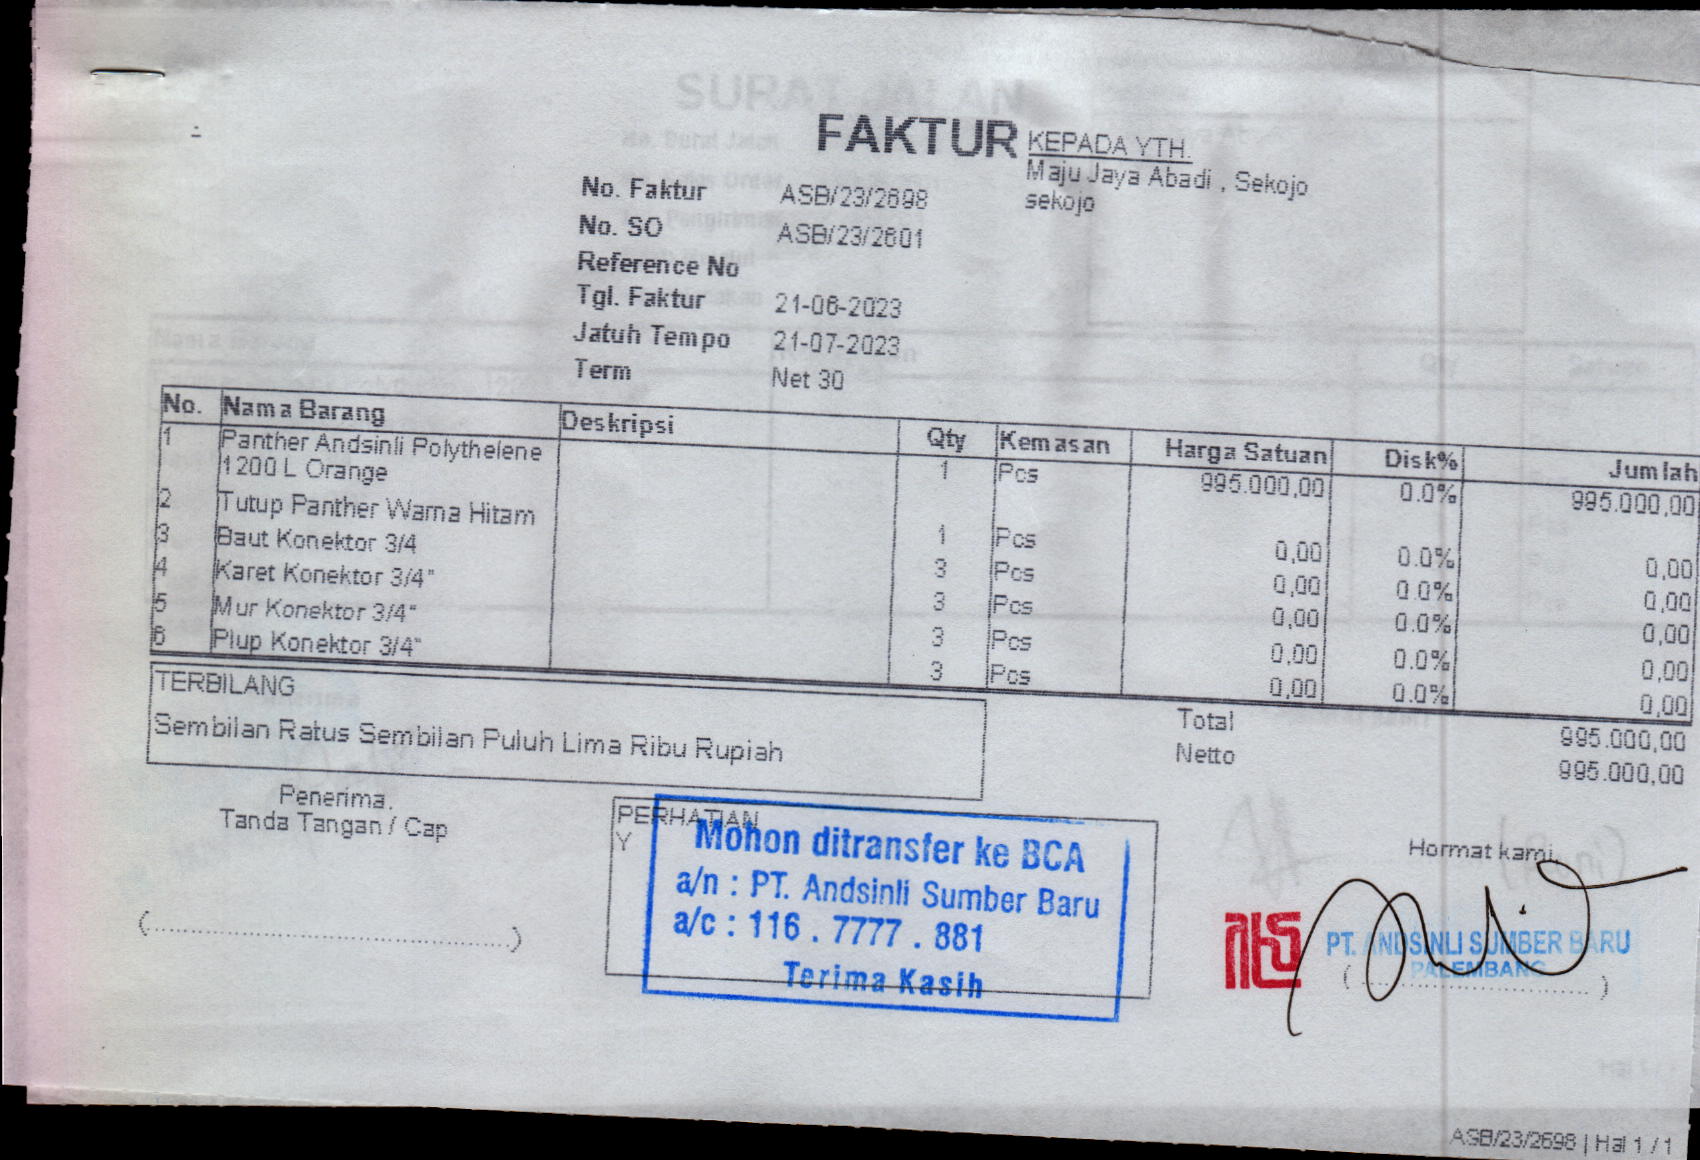 FAKTUR
KEPADA YTH.
Maju Jaya Abadi , Sekojo
sekojo
No. Faktur ASB/23/2698
No. SO ASB/23/2601
Reference No
Tgl. Faktur 21-06-2023
Jatuh Tempo 21-07-2023
Term Net 30
No. Nama Barang Deskripsi Qty Kemasan Harga Satuan Disk% Jumlah
1 Panther Andsinli Polythelene 1 Pcs 995.000,00 0.0% 995.000,00
1200 L Orange
2 Tutup Panther Warna Hitam 1 Pcs 0,00 0.0% 0,00
3 Baut Konektor 3/4 3 Pcs 0,00 0.0% 0,00
4 Karet Konektor 3/4" 3 Pcs 0,00 0.0% 0,00
5 Mur Konektor 3/4" 3 Pcs 0,00 0.0% 0,00
6 Plup Konektor 3/4" 3 Pcs 0,00 0.0% 0,00
TERBILANG
Sembilan Ratus Sembilan Puluh Lima Ribu Rupiah
Total 995.000,00
Netto 995.000,00
Penerima,
Tanda Tangan / Cap
(..............................)
PERHATIAN
Y
Mohon ditransfer ke BCA
a/n : PT. Andsinli Sumber Baru
a/c : 116 . 7777 . 881
Terima Kasih
Hormat kami,
PT. ANDSINLI SUMBER BARU
PALEMBANG
(..............................)
ASB/23/2698 | Hal 1 / 1
SURAT JALAN